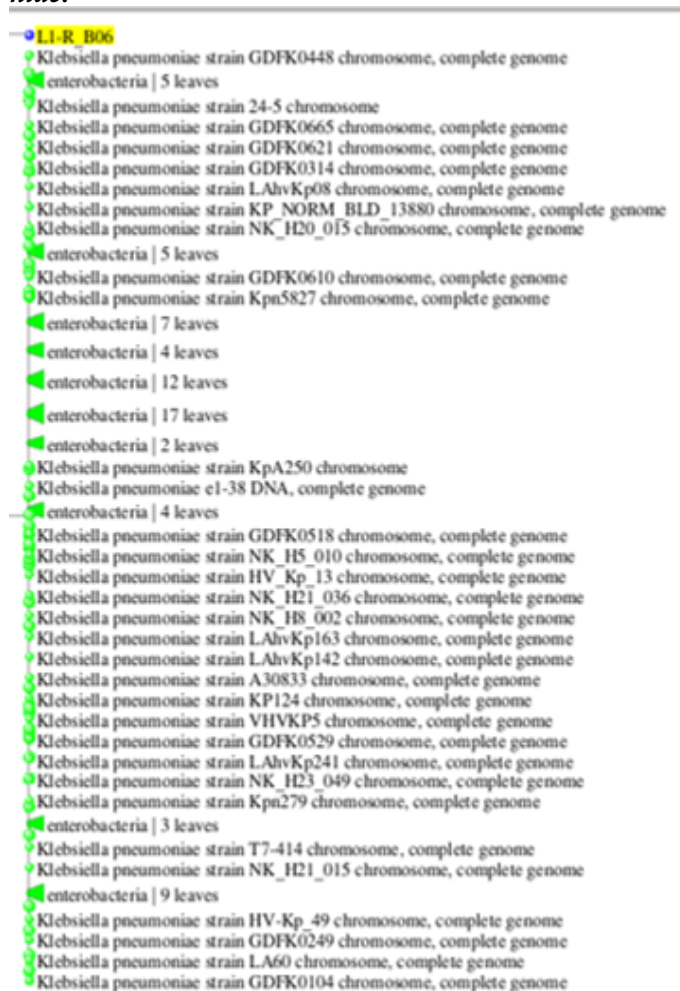 L1-R_B06
Klebsiella pneumoniae strain GDFK0448 chromosome, complete genome
enterobacteria | 5 leaves
Klebsiella pneumoniae strain 24-5 chromosome
Klebsiella pneumoniae strain GDFK0665 chromosome, complete genome
Klebsiella pneumoniae strain GDFK0621 chromosome, complete genome
Klebsiella pneumoniae strain GDFK0314 chromosome, complete genome
Klebsiella pneumoniae strain LAhvKp08 chromosome, complete genome
Klebsiella pneumoniae strain KP_NORM_BLD_13880 chromosome, complete genome
Klebsiella pneumoniae strain NK_H20_015 chromosome, complete genome
enterobacteria | 5 leaves
Klebsiella pneumoniae strain GDFK0610 chromosome, complete genome
Klebsiella pneumoniae strain Kpn5827 chromosome, complete genome
enterobacteria | 7 leaves
enterobacteria | 4 leaves
enterobacteria | 12 leaves
enterobacteria | 17 leaves
enterobacteria | 2 leaves
Klebsiella pneumoniae strain KpA250 chromosome
Klebsiella pneumoniae e1-38 DNA, complete genome
enterobacteria | 4 leaves
Klebsiella pneumoniae strain GDFK0518 chromosome, complete genome
Klebsiella pneumoniae strain NK_H5_010 chromosome, complete genome
Klebsiella pneumoniae strain HV_Kp_13 chromosome, complete genome
Klebsiella pneumoniae strain NK_H21_036 chromosome, complete genome
Klebsiella pneumoniae strain NK_H8_002 chromosome, complete genome
Klebsiella pneumoniae strain LAhvKp163 chromosome, complete genome
Klebsiella pneumoniae strain LAhvKp142 chromosome, complete genome
Klebsiella pneumoniae strain A30833 chromosome, complete genome
Klebsiella pneumoniae strain KP124 chromosome, complete genome
Klebsiella pneumoniae strain VHVKP5 chromosome, complete genome
Klebsiella pneumoniae strain GDFK0529 chromosome, complete genome
Klebsiella pneumoniae strain LAhvKp241 chromosome, complete genome
Klebsiella pneumoniae strain NK_H23_049 chromosome, complete genome
Klebsiella pneumoniae strain Kpn279 chromosome, complete genome
enterobacteria | 3 leaves
Klebsiella pneumoniae strain T7-414 chromosome, complete genome
Klebsiella pneumoniae strain NK_H21_015 chromosome, complete genome
enterobacteria | 9 leaves
Klebsiella pneumoniae strain HV-Kp_49 chromosome, complete genome
Klebsiella pneumoniae strain GDFK0249 chromosome, complete genome
Klebsiella pneumoniae strain LA60 chromosome, complete genome
Klebsiella pneumoniae strain GDFK0104 chromosome, complete genome